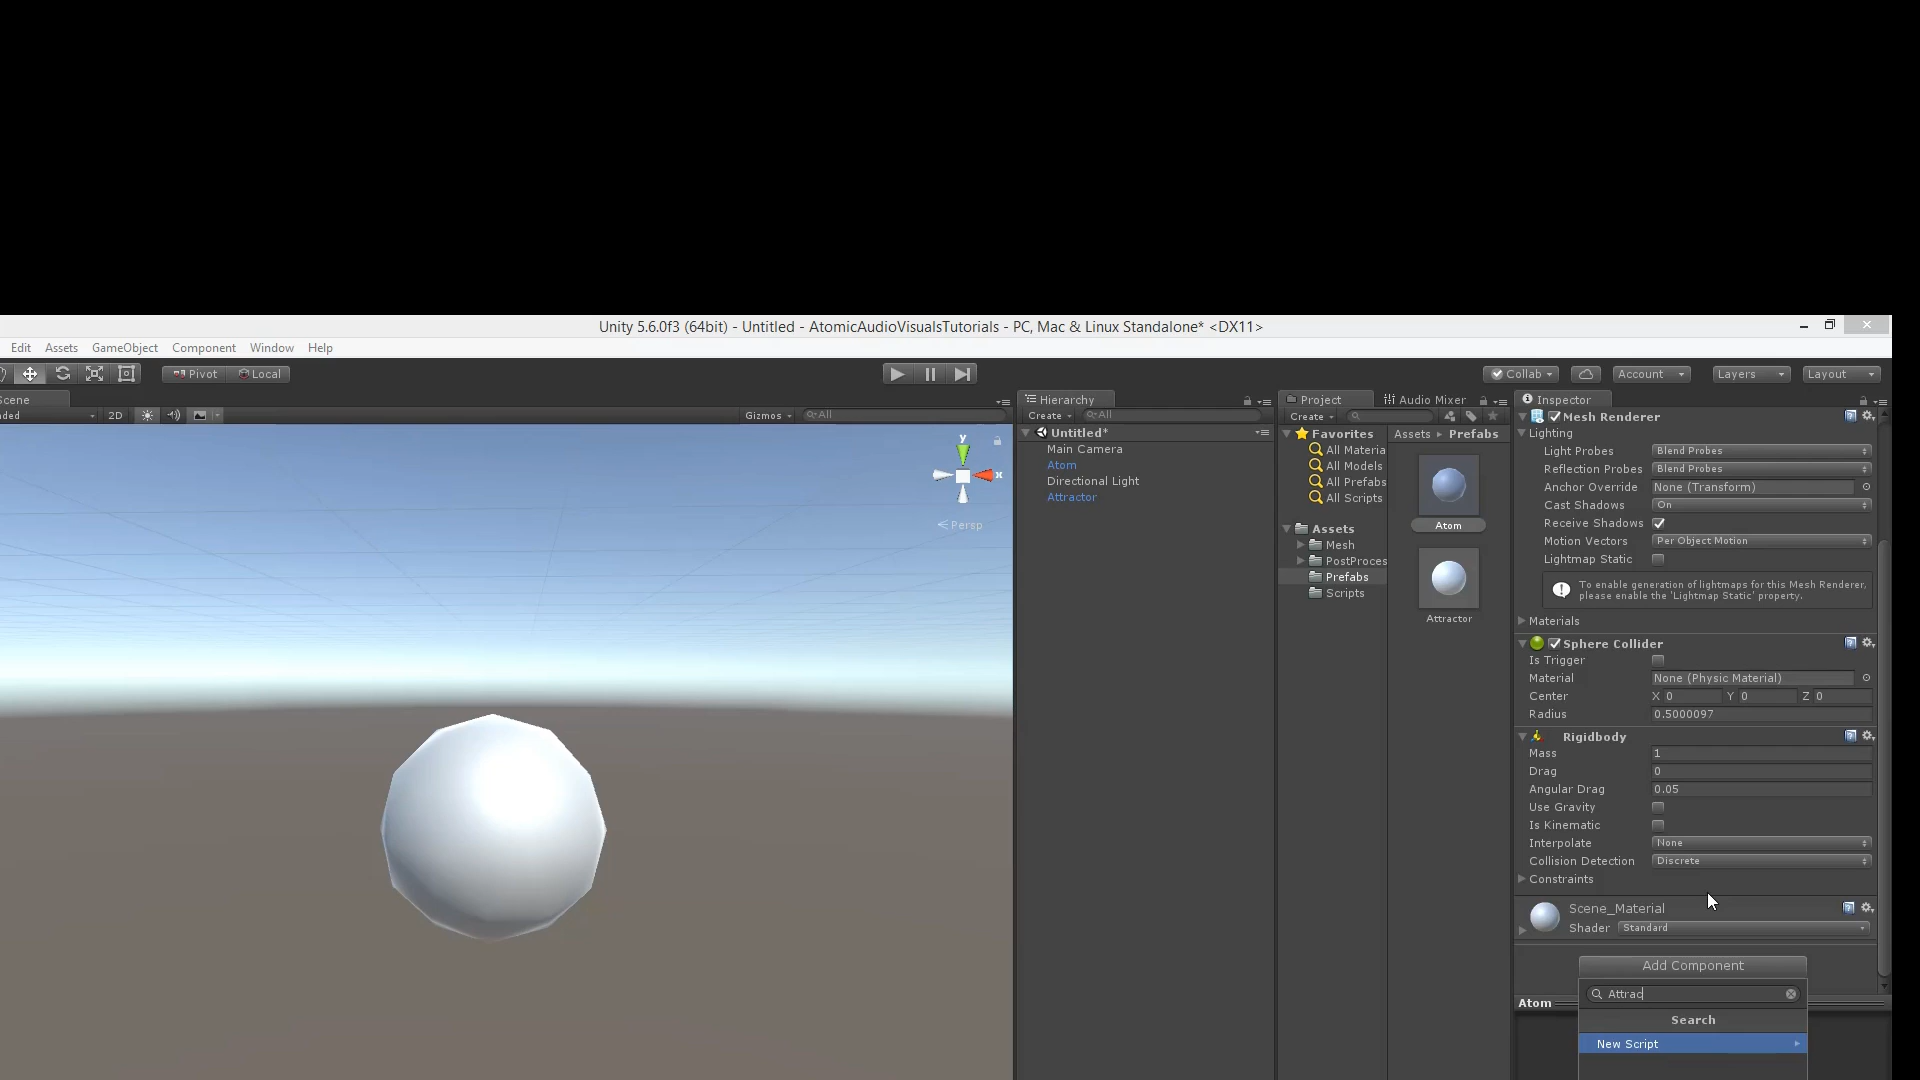 Unity 5.6.0f3 (64bit) - Untitled - AtomicAudioVisualsTutorials - PC, Mac & Linux Standalone* <DX11>
Edit Assets GameObject Component Window Help
Pivot Local Collab Account Layers Layout
Scene Hierarchy Project Audio Mixer Inspector
2D Gizmos All Create All Create
Mesh Renderer
Untitled*
Main Camera
Atom
Directional Light
Attractor
Favorites
All Materia
All Models
All Prefabs
All Scripts
Assets
Mesh
PostProces
Prefabs
Scripts
Assets Prefabs
Atom
Attractor
Lighting
Light Probes Blend Probes
Reflection Probes Blend Probes
Anchor Override None (Transform)
Cast Shadows On
Receive Shadows
Motion Vectors Per Object Motion
Lightmap Static
To enable generation of lightmaps for this Mesh Renderer,
please enable the 'Lightmap Static' property.
Materials
Sphere Collider
Is Trigger
Material None (Physic Material)
Center X 0 Y 0 Z 0
Radius 0.5000097
Rigidbody
Mass 1
Drag 0
Angular Drag 0.05
Use Gravity
Is Kinematic
Interpolate None
Collision Detection Discrete
Constraints
Scene_Material
Shader Standard
Add Component
Attrac
Search
New Script
Atom
y
x
Persp